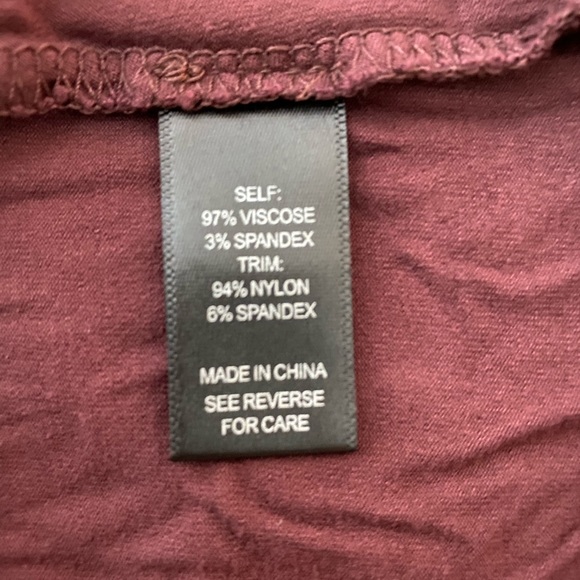 SELF:
97% VISCOSE
3% SPANDEX
TRIM:
94% NYLON
6% SPANDEX
MADE IN CHINA
SEE REVERSE
FOR CARE